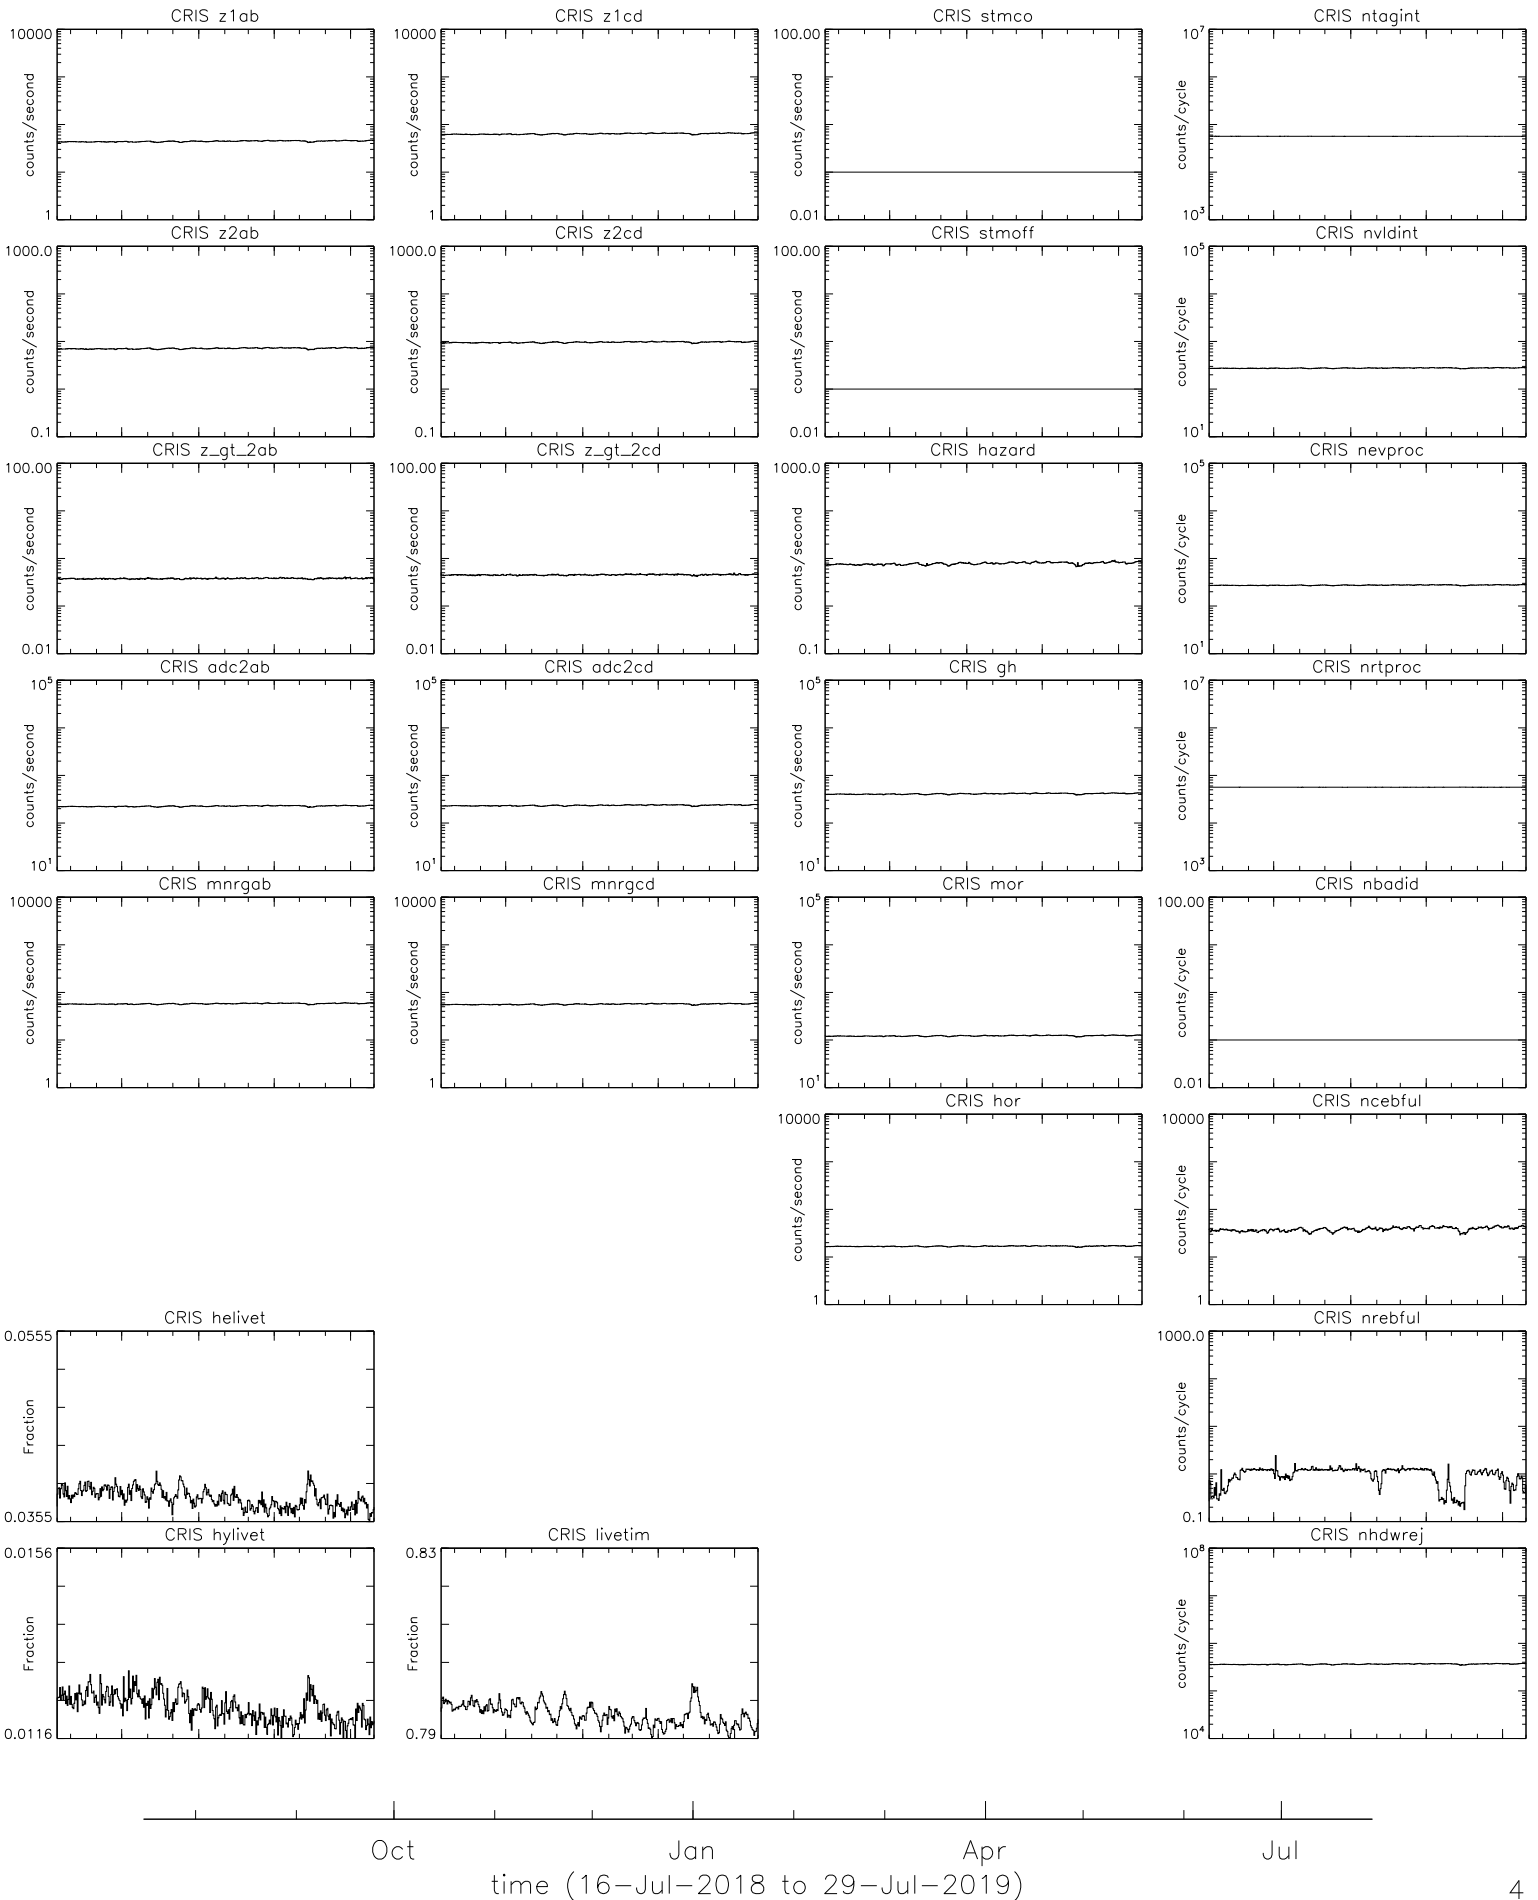 CRIS z1ab
CRIS z1cd
CRIS stmco
CRIS ntagint
10000
counts/second
1
10000
counts/second
1
100.00
counts/second
0.01
10⁷
counts/cycle
10³
CRIS z2ab
CRIS z2cd
CRIS stmoff
CRIS nvldint
1000.0
counts/second
0.1
1000.0
counts/second
0.1
100.00
counts/second
0.01
10⁵
counts/cycle
10¹
CRIS z_gt_2ab
CRIS z_gt_2cd
CRIS hazard
CRIS nevproc
100.00
counts/second
0.01
100.00
counts/second
0.01
1000.0
counts/second
0.1
10⁵
counts/cycle
10¹
CRIS adc2ab
CRIS adc2cd
CRIS gh
CRIS nrtproc
10⁵
counts/second
10¹
10⁵
counts/second
10¹
10⁵
counts/second
10¹
10⁷
counts/cycle
10³
CRIS mnrgab
CRIS mnrgcd
CRIS mor
CRIS nbadid
10000
counts/second
1
10000
counts/second
1
10⁵
counts/second
10¹
100.00
counts/cycle
0.01
CRIS hor
CRIS ncebful
10000
counts/second
1
10000
counts/cycle
1
CRIS helivet
CRIS nrebful
0.0555
Fraction
0.0355
1000.0
counts/cycle
0.1
CRIS hylivet
CRIS livetim
CRIS nhdwrej
0.0156
Fraction
0.0116
0.83
Fraction
0.79
10⁸
counts/cycle
10⁴
Oct
Jan
Apr
Jul
time (16-Jul-2018 to 29-Jul-2019)
4